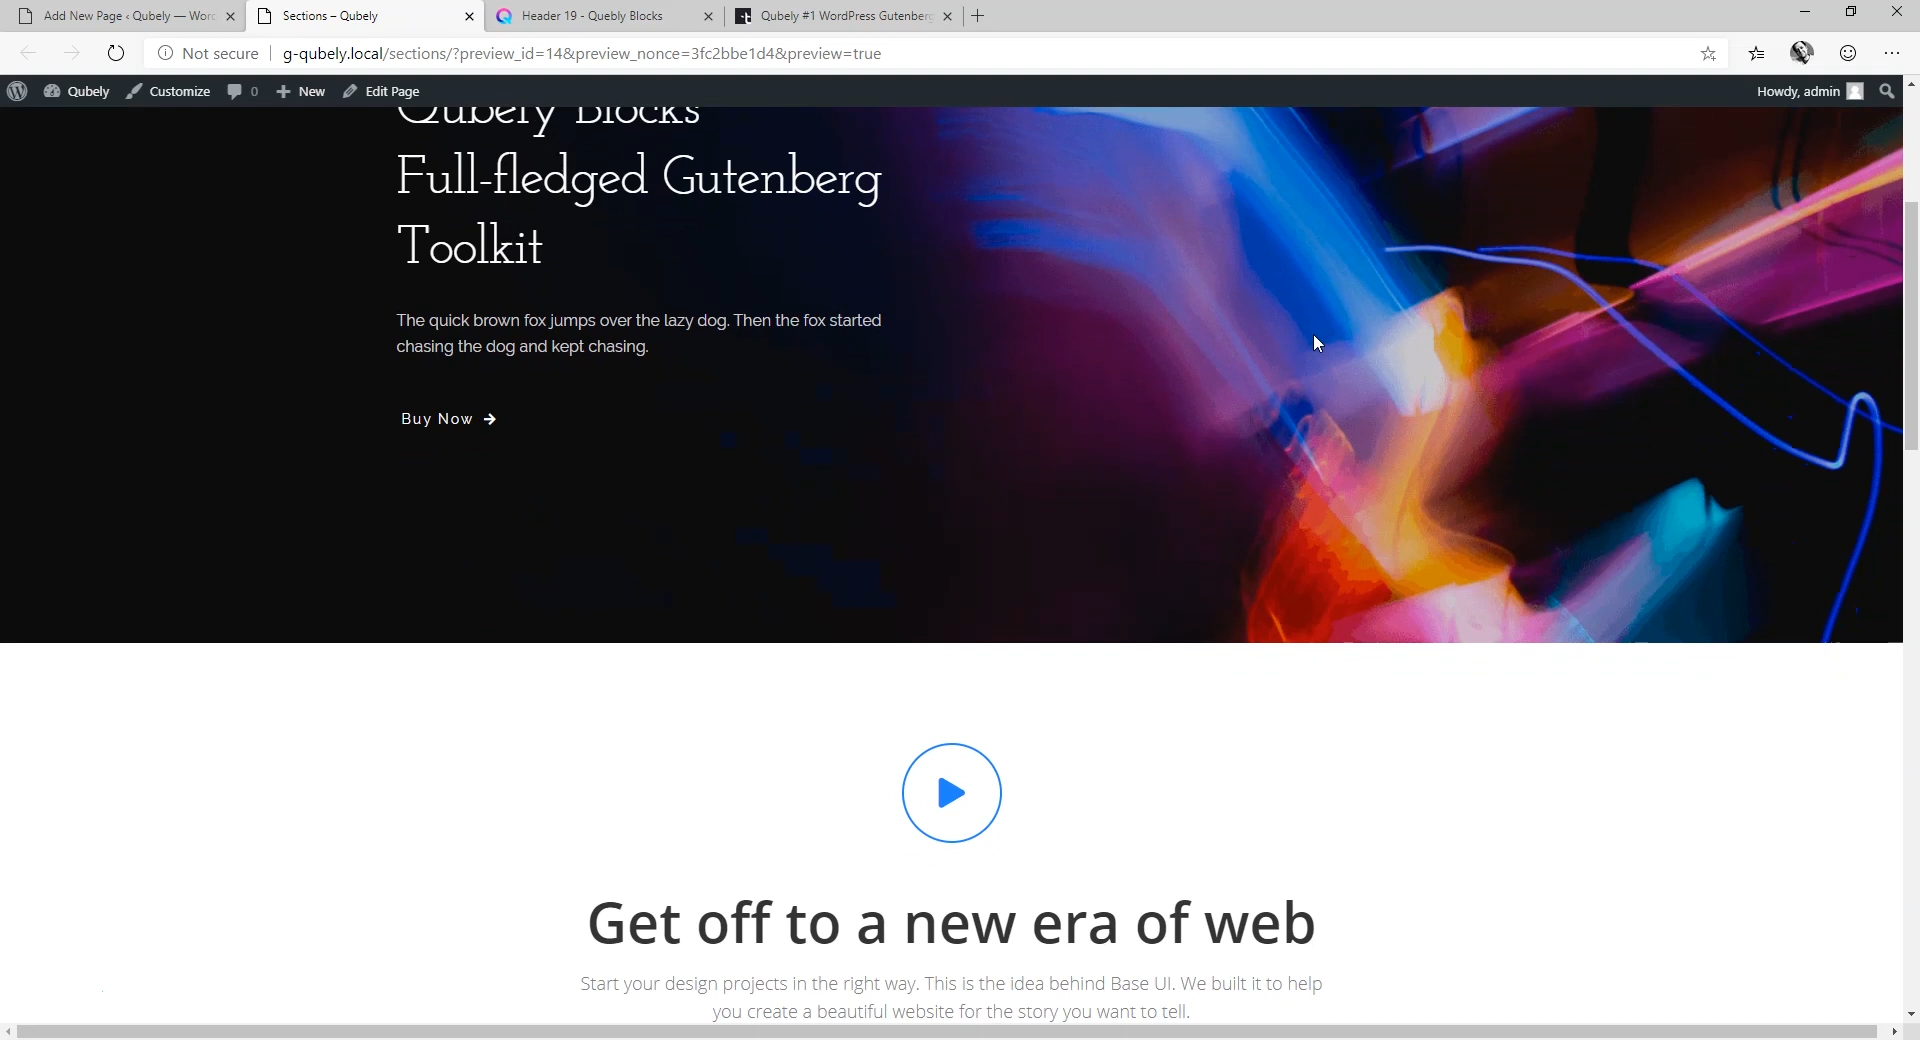 Add New Page ‹ Qubely — Word
Sections – Qubely
Header 19 - Quebly Blocks
Qubely #1 WordPress Gutenberg
Not secure
g-qubely.local/sections/?preview_id=14&preview_nonce=3fc2bbe1d4&preview=true
Qubely
Customize
0
New
Edit Page
Howdy, admin
Qubely Blocks
Full-fledged Gutenberg
Toolkit
The quick brown fox jumps over the lazy dog. Then the fox started
chasing the dog and kept chasing.
Buy Now
Get off to a new era of web
Start your design projects in the right way. This is the idea behind Base UI. We built it to help
you create a beautiful website for the story you want to tell.